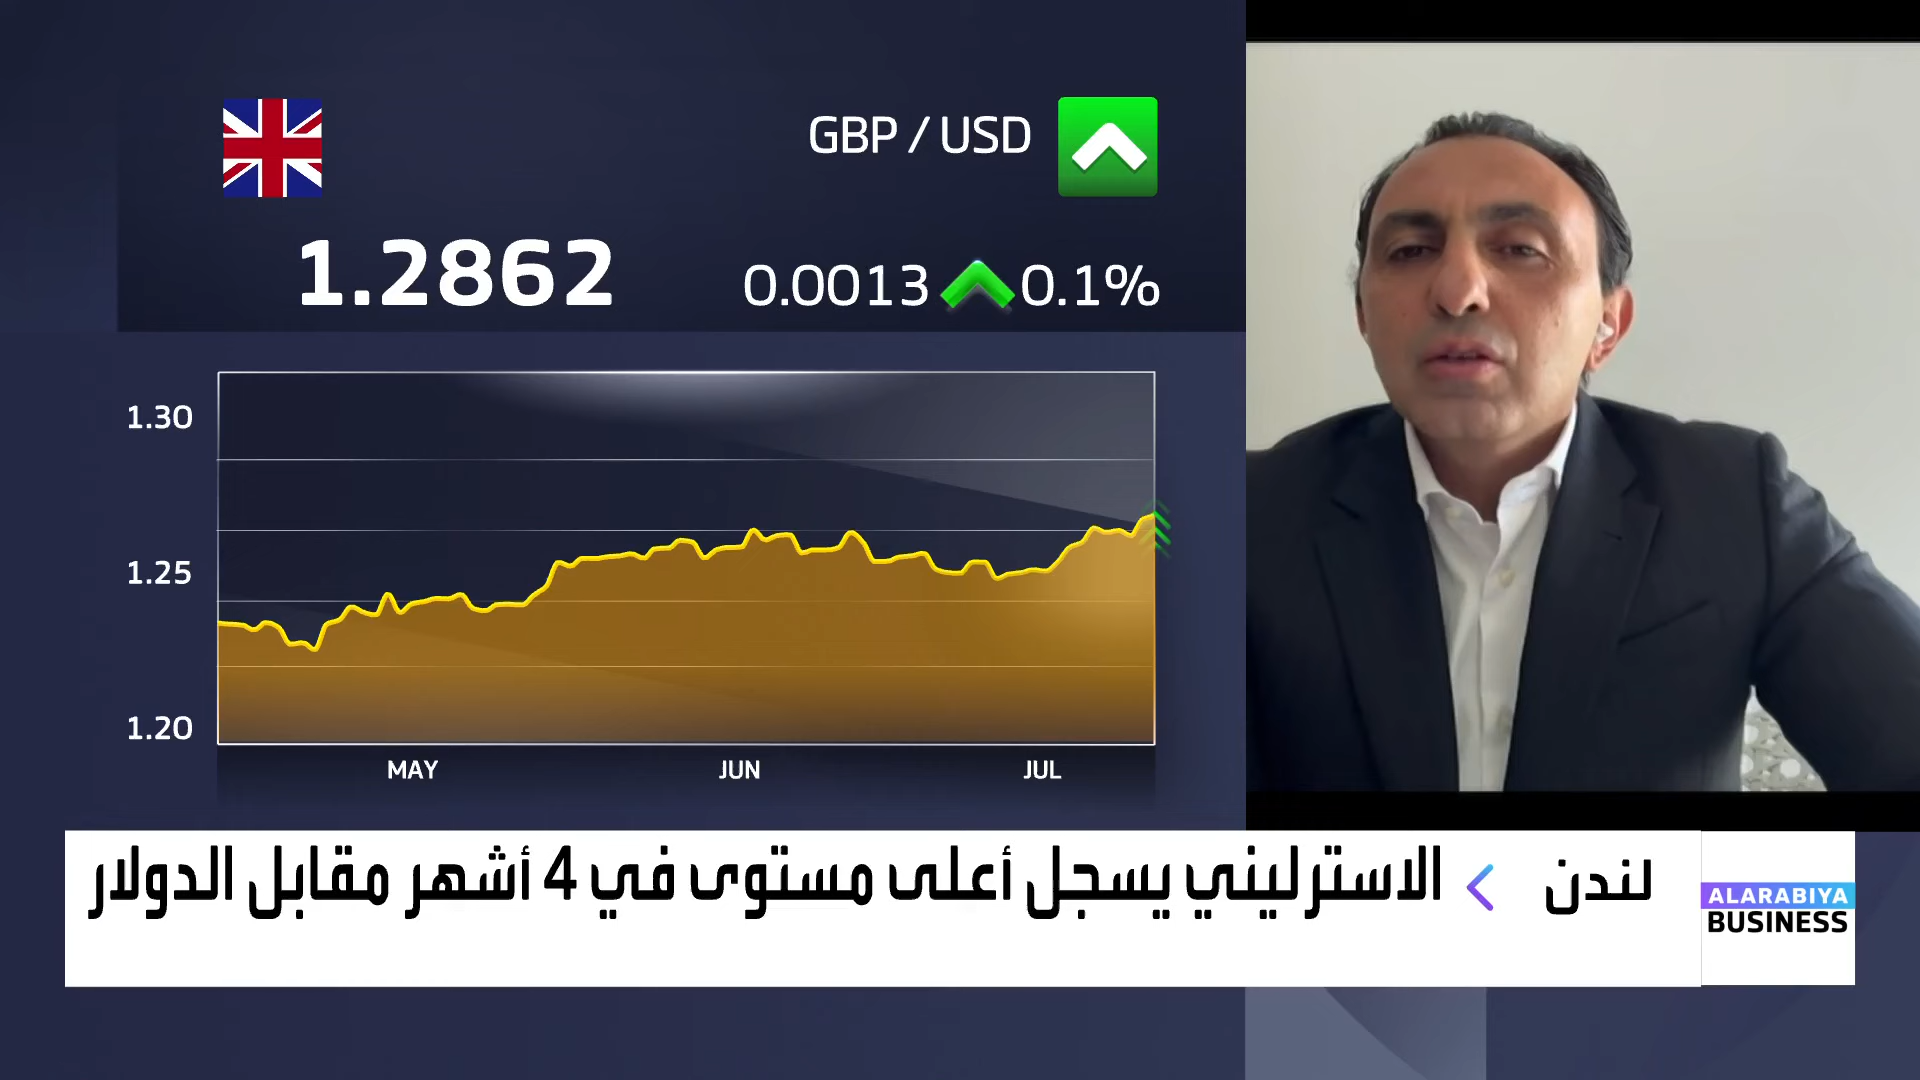 GBP / USD
1.2862
0.0013 0.1%
1.30
1.25
1.20
MAY JUN JUL
لندن الاسترليني يسجل أعلى مستوى في 4 أشهر مقابل الدولار
ALARABIYA
BUSINESS